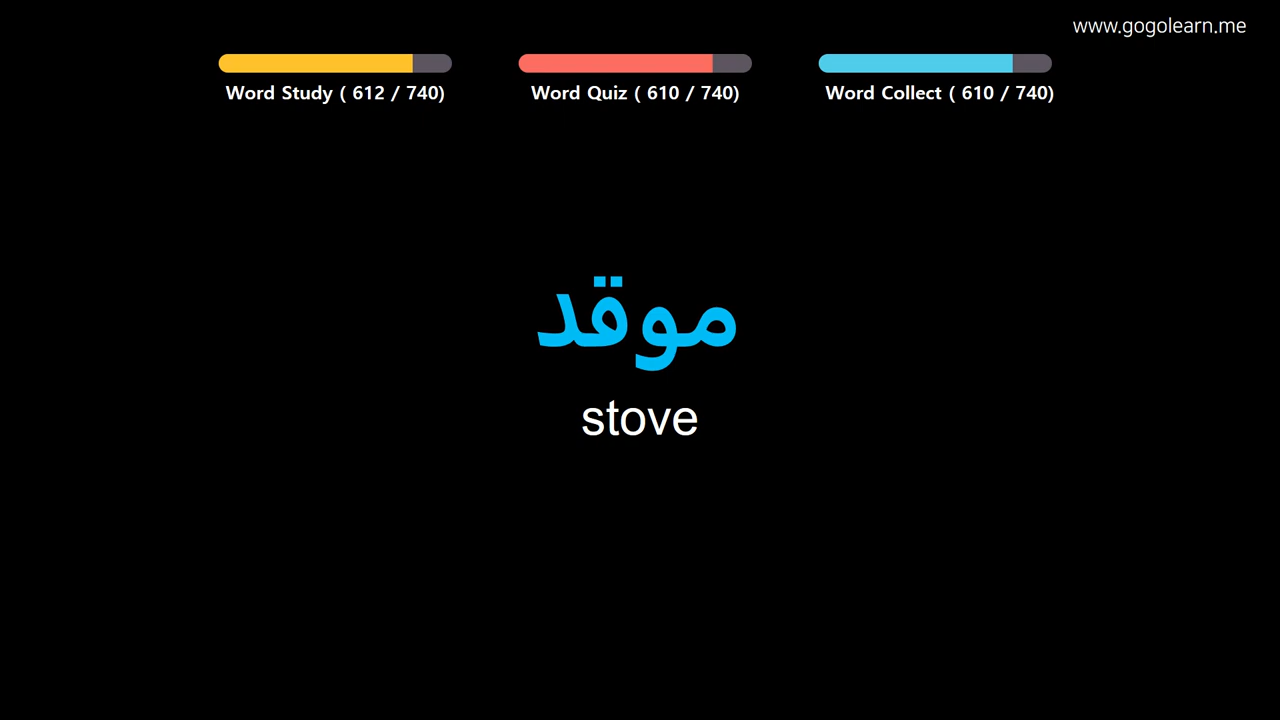 www.gogolearn.me
Word Study ( 612 / 740)
Word Quiz ( 610 / 740)
Word Collect ( 610 / 740)
موقد
stove